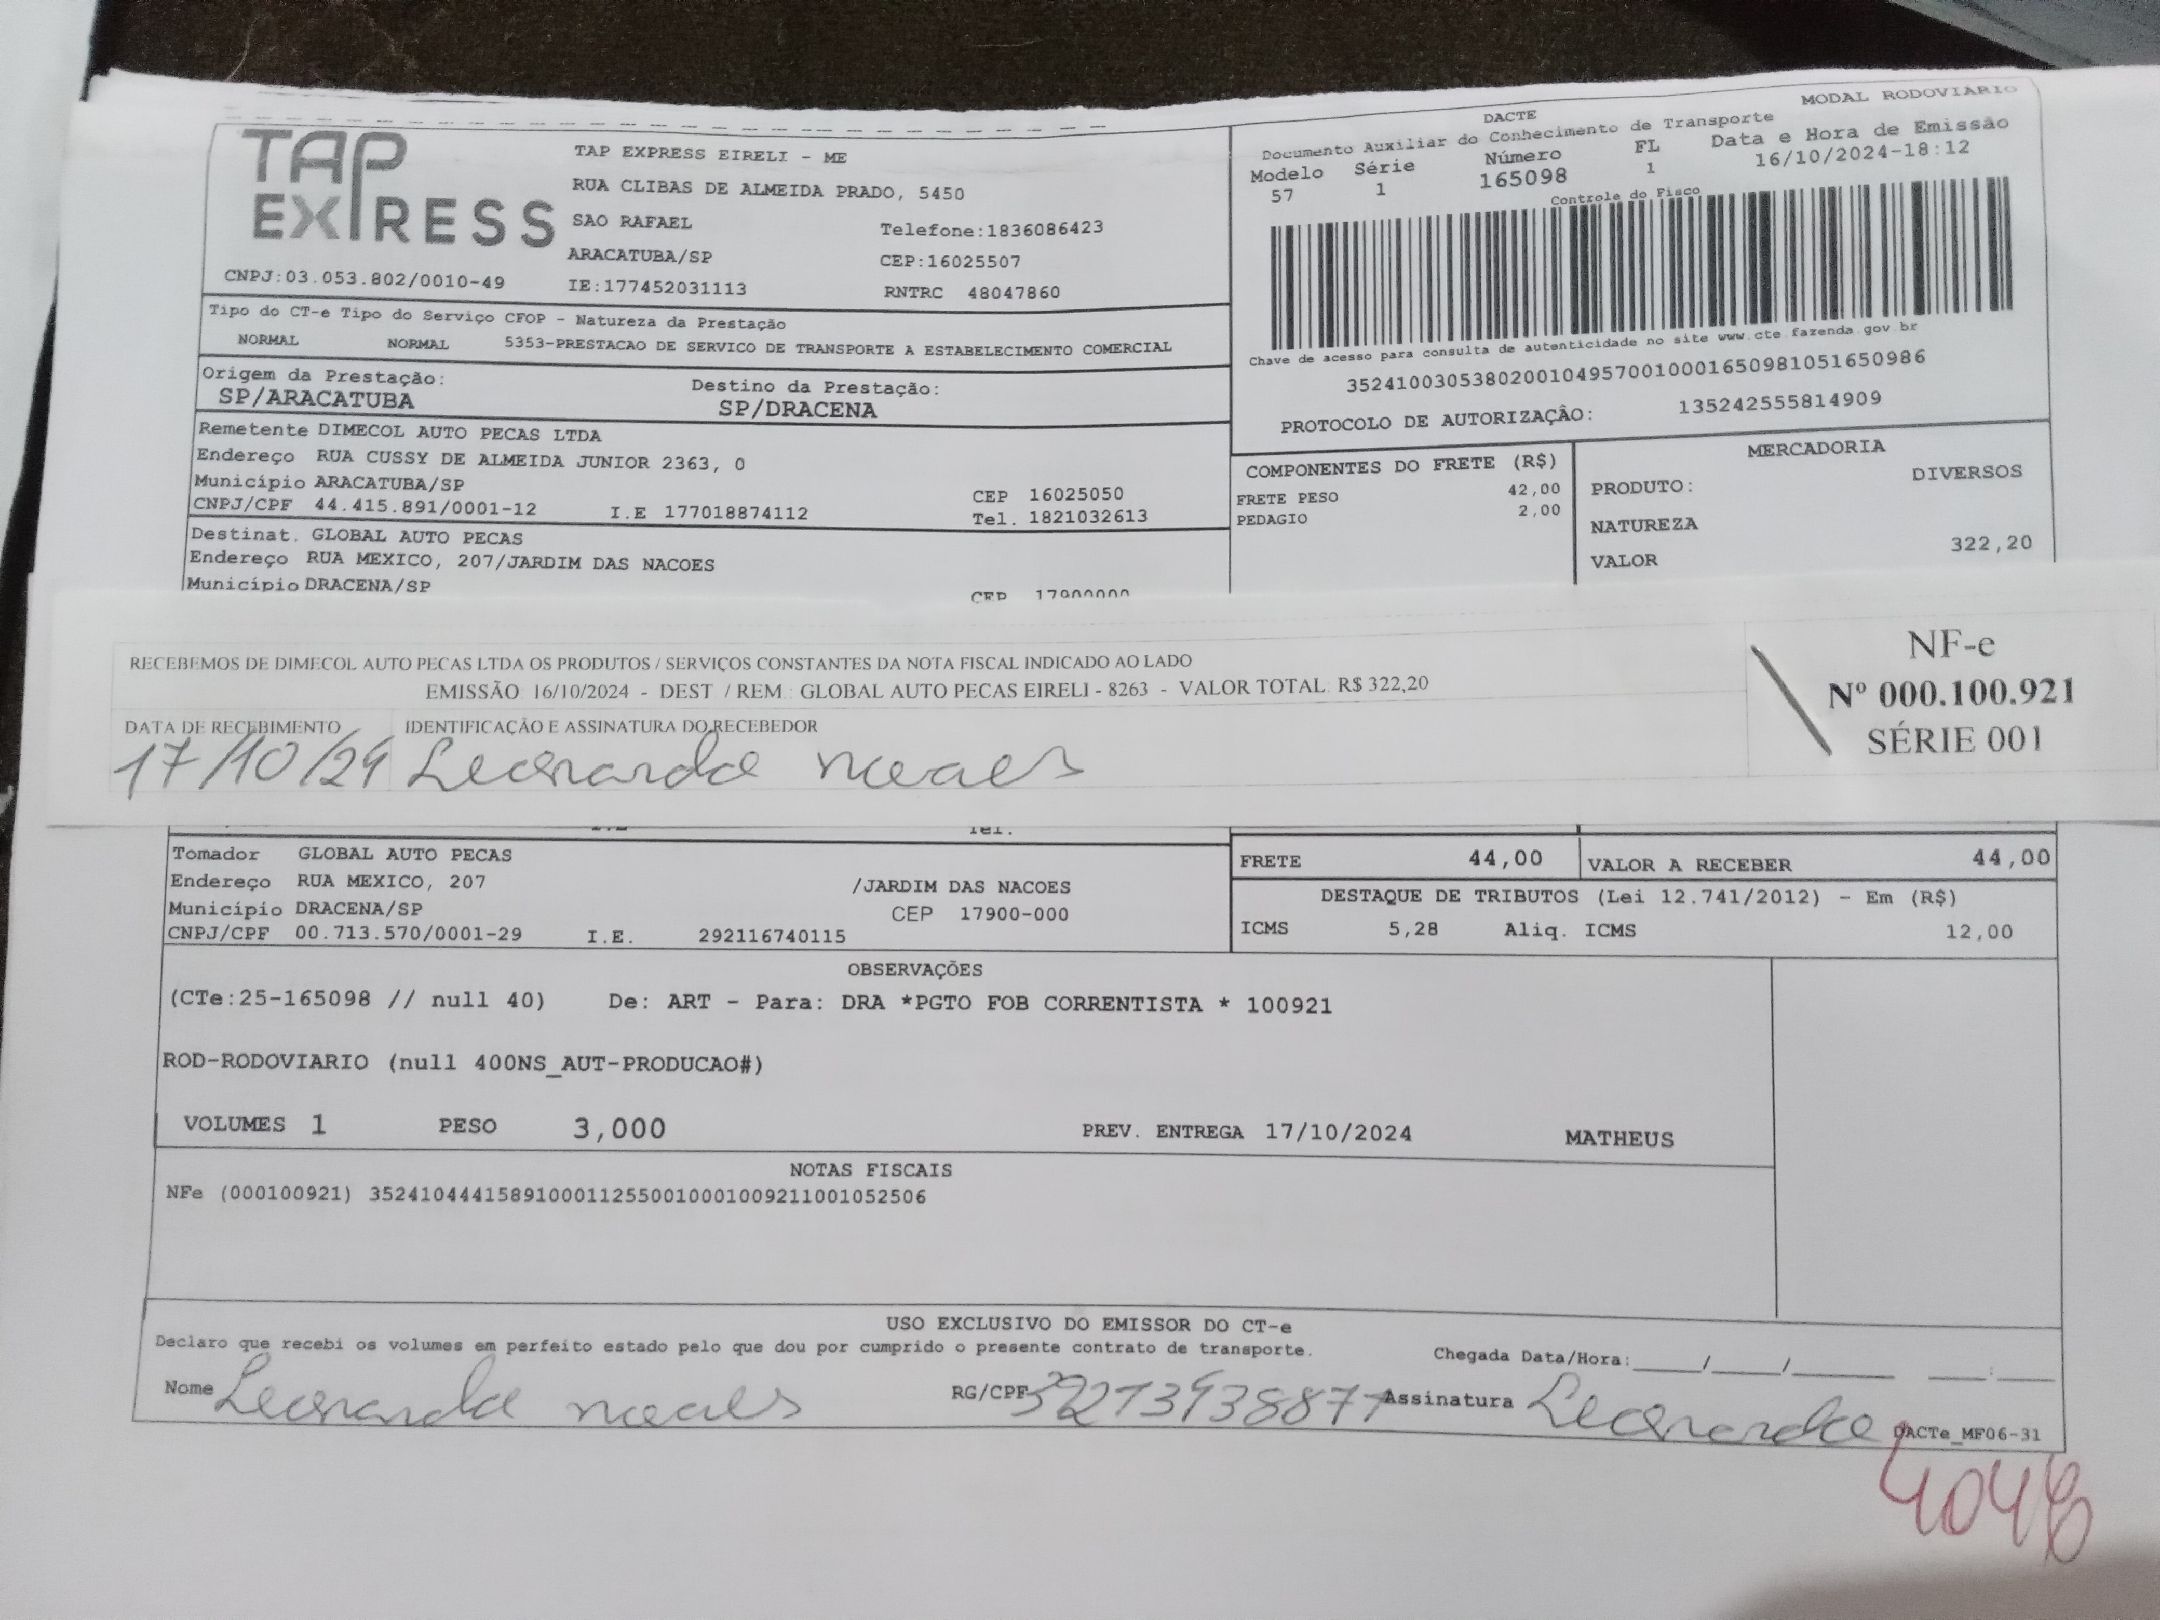 MODAL RODOVIARIO
TAP EXPRESS
TAP EXPRESS EIRELI - ME
RUA CLIBAS DE ALMEIDA PRADO, 5450
SAO RAFAEL
Telefone:1836086423
ARACATUBA/SP
CEP:16025507
CNPJ:03.053.802/0010-49
IE:177452031113
RNTRC 48047860
DACTE
Documento Auxiliar do Conhecimento de Transporte
Modelo Série Número FL Data e Hora de Emissão
57 1 165098 1 16/10/2024-18:12
Controle do Fisco
Chave de acesso para consulta de autenticidade no site www.cte.fazenda.gov.br
35241003053802001049570010001650981051650986
PROTOCOLO DE AUTORIZAÇÃO: 135242555814909
Tipo do CT-e Tipo do Serviço CFOP - Natureza da Prestação
NORMAL NORMAL 5353-PRESTACAO DE SERVICO DE TRANSPORTE A ESTABELECIMENTO COMERCIAL
Origem da Prestação: Destino da Prestação:
SP/ARACATUBA SP/DRACENA
Remetente DIMECOL AUTO PECAS LTDA
Endereço RUA CUSSY DE ALMEIDA JUNIOR 2363, 0
Município ARACATUBA/SP CEP 16025050
CNPJ/CPF 44.415.891/0001-12 I.E 177018874112 Tel. 1821032613
Destinat. GLOBAL AUTO PECAS
Endereço RUA MEXICO, 207/JARDIM DAS NACOES
Município DRACENA/SP CEP 17900000
COMPONENTES DO FRETE (R$)
FRETE PESO 42,00
PEDAGIO 2,00
MERCADORIA
PRODUTO: DIVERSOS
NATUREZA
VALOR 322,20
RECEBEMOS DE DIMECOL AUTO PECAS LTDA OS PRODUTOS / SERVIÇOS CONSTANTES DA NOTA FISCAL INDICADO AO LADO
EMISSÃO: 16/10/2024 - DEST. / REM.: GLOBAL AUTO PECAS EIRELI - 8263 - VALOR TOTAL: R$ 322,20
DATA DE RECEBIMENTO IDENTIFICAÇÃO E ASSINATURA DO RECEBEDOR
17/10/24 Leonardo
NF-e
Nº 000.100.921
SÉRIE 001
Tel.
Tomador GLOBAL AUTO PECAS
Endereço RUA MEXICO, 207 /JARDIM DAS NACOES
Município DRACENA/SP CEP 17900-000
CNPJ/CPF 00.713.570/0001-29 I.E. 292116740115
FRETE 44,00 VALOR A RECEBER 44,00
DESTAQUE DE TRIBUTOS (Lei 12.741/2012) - Em (R$)
ICMS 5,28 Aliq. ICMS 12,00
OBSERVAÇÕES
(CTe:25-165098 // null 40) De: ART - Para: DRA *PGTO FOB CORRENTISTA * 100921
ROD-RODOVIARIO (null 400NS_AUT-PRODUCAO#)
VOLUMES 1 PESO 3,000 PREV. ENTREGA 17/10/2024 MATHEUS
NOTAS FISCAIS
NFe (000100921) 35241044415891000112550010001009211001052506
USO EXCLUSIVO DO EMISSOR DO CT-e
Declaro que recebi os volumes em perfeito estado pelo que dou por cumprido o presente contrato de transporte.
Chegada Data/Hora:____/____/______ ____:____
Nome Leonardo RG/CPF Assinatura Leonardo
DACTe_MF06-31